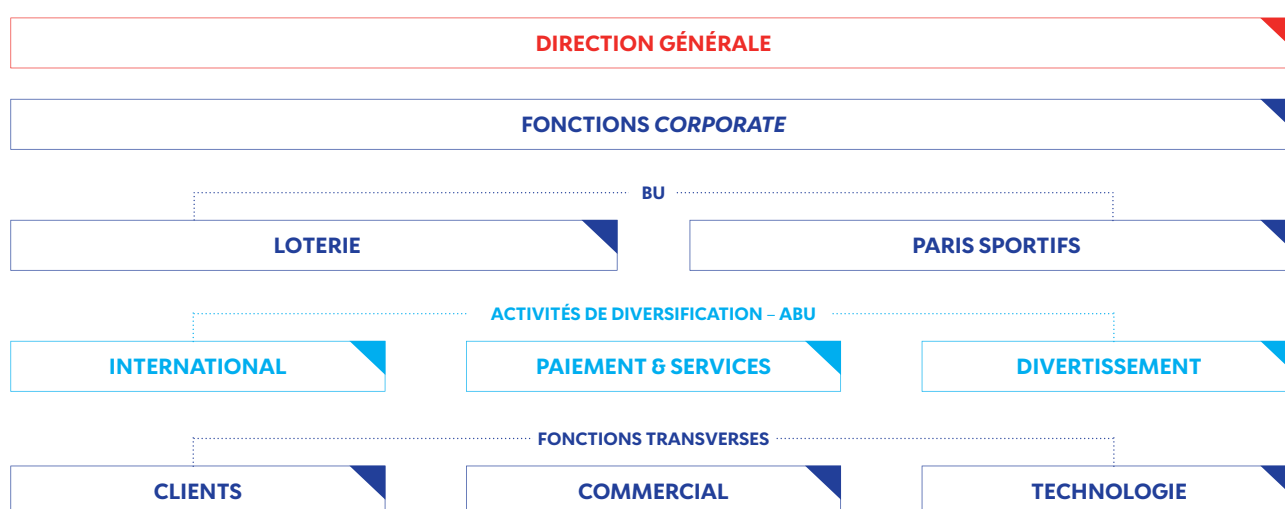 DIRECTION GÉNÉRALE
FONCTIONS CORPORATE
BU
LOTERIE
PARIS SPORTIFS
ACTIVITÉS DE DIVERSIFICATION – ABU
INTERNATIONAL
PAIEMENT & SERVICES
DIVERTISSEMENT
FONCTIONS TRANSVERSES
CLIENTS
COMMERCIAL
TECHNOLOGIE